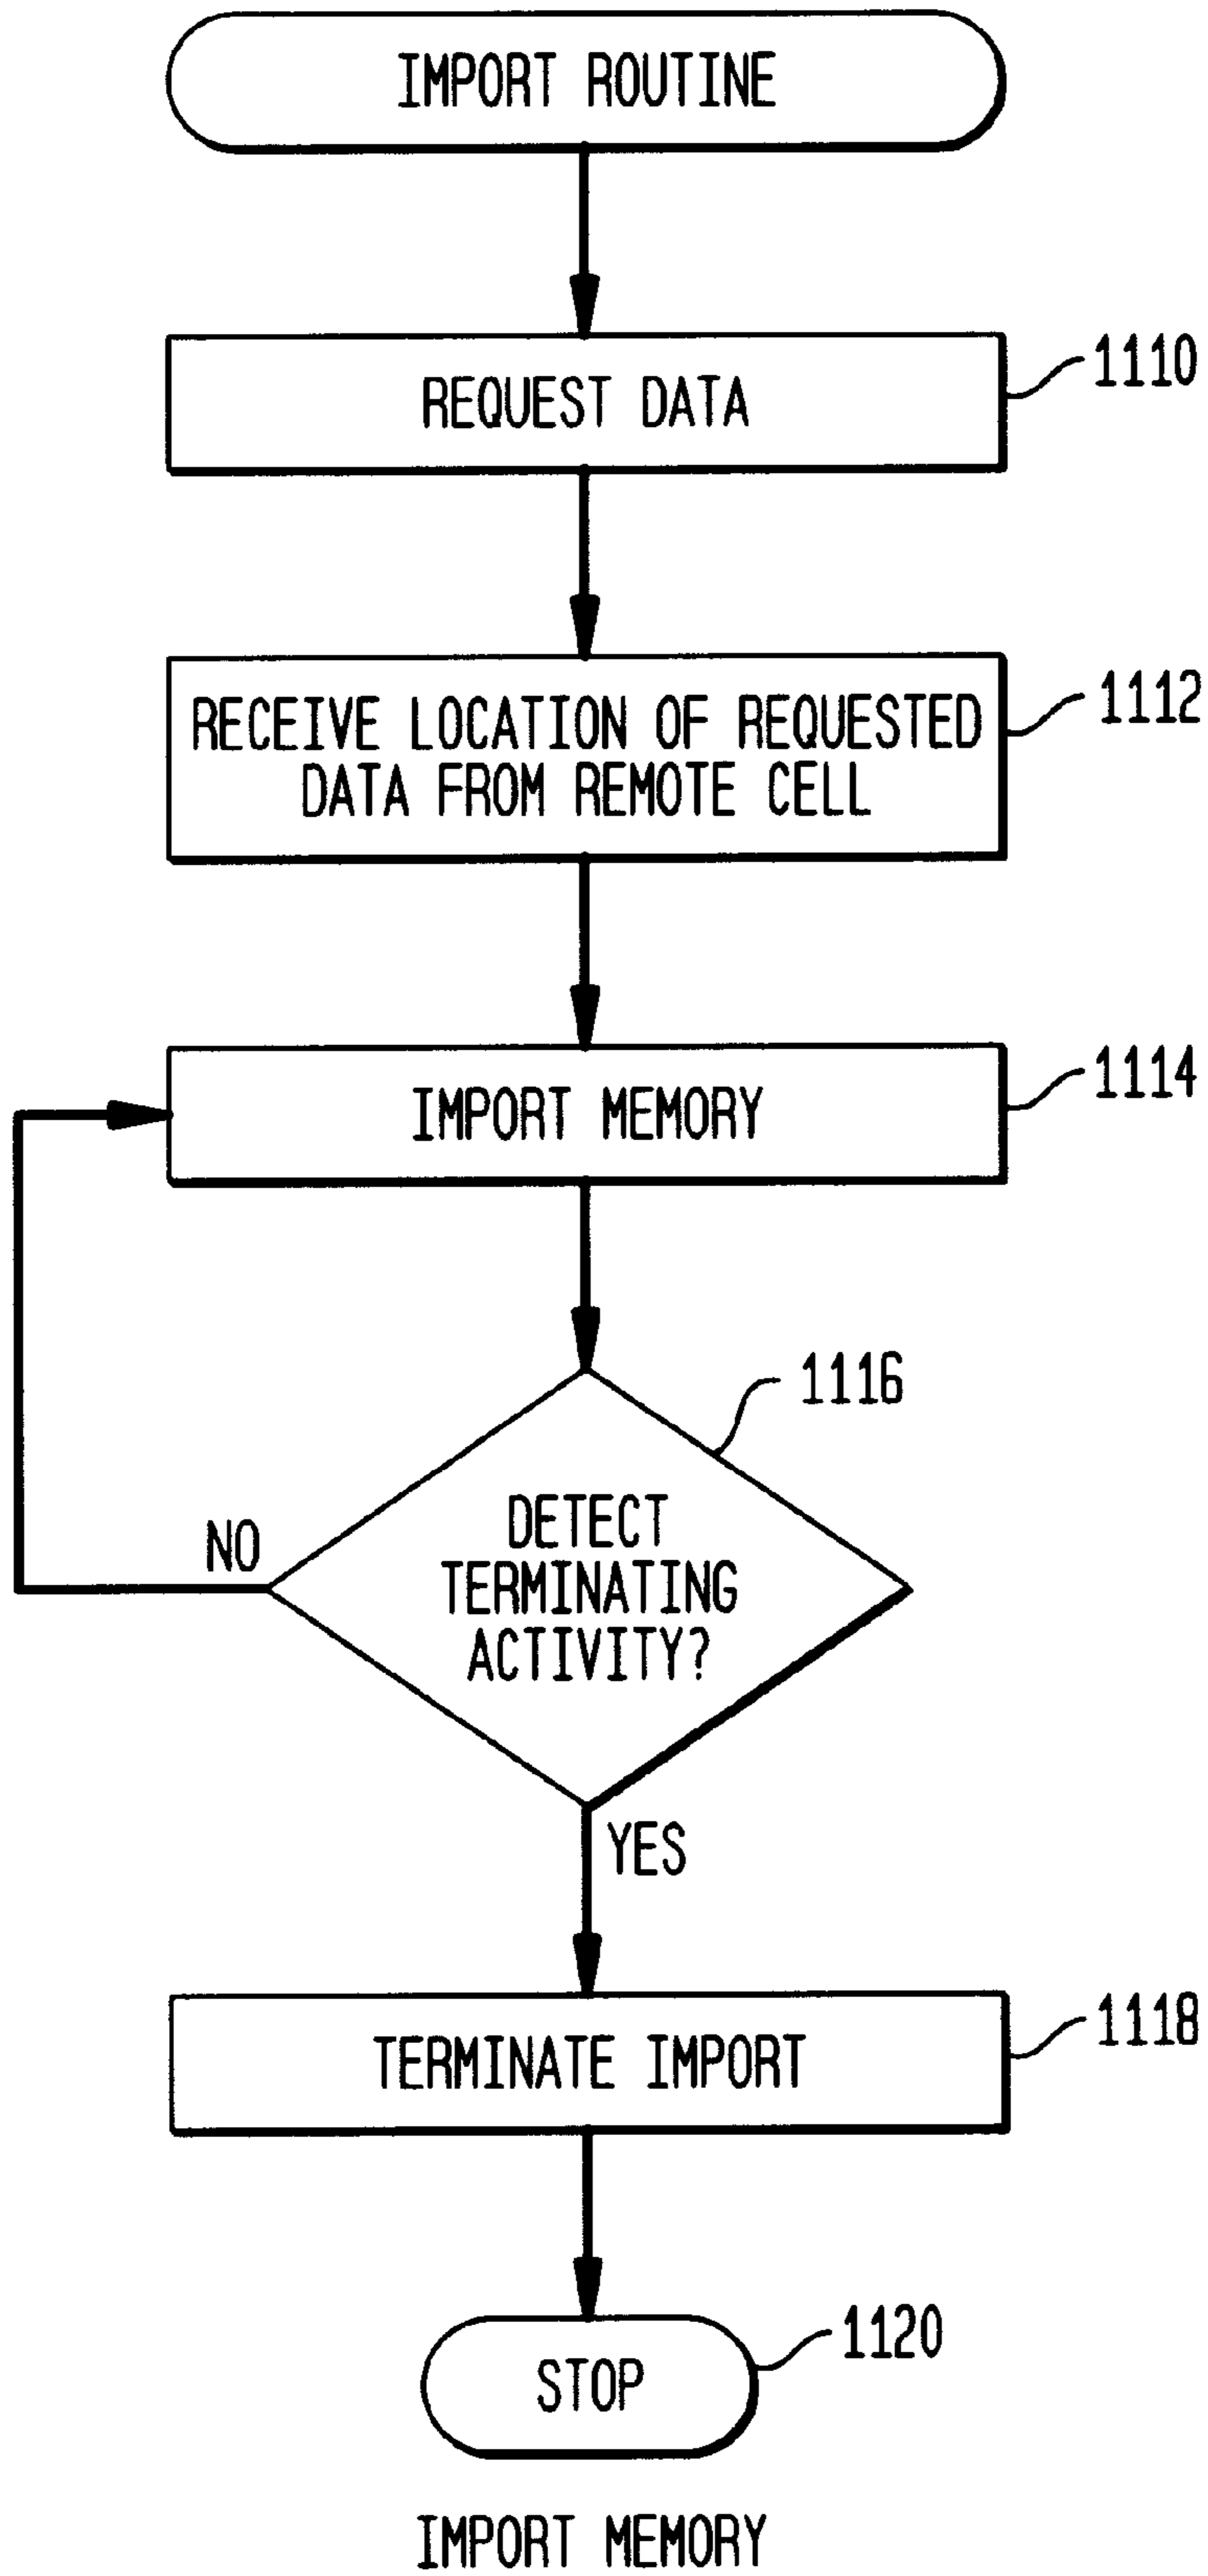 IMPORT ROUTINE
REQUEST DATA
1110
RECEIVE LOCATION OF REQUESTED
DATA FROM REMOTE CELL
1112
IMPORT MEMORY
1114
1116
DETECT
TERMINATING
ACTIVITY?
NO
YES
TERMINATE IMPORT
1118
STOP
1120
IMPORT MEMORY